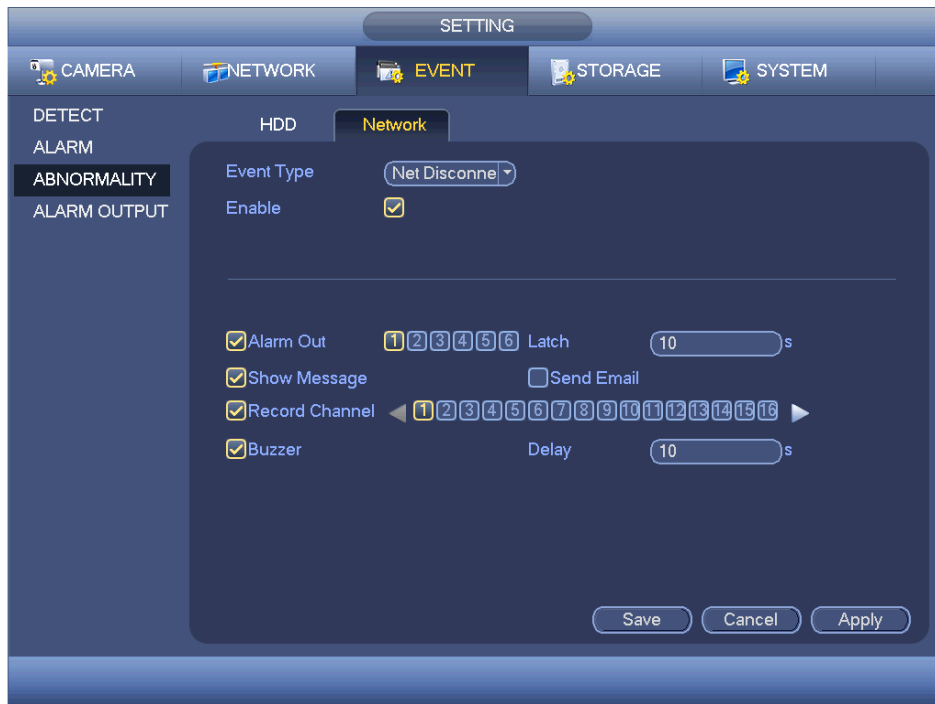 SETTING
CAMERA NETWORK EVENT STORAGE SYSTEM
DETECT
ALARM
ABNORMALITY
ALARM OUTPUT
HDD Network
Event Type Net Disconne
Enable
Alarm Out 1 2 3 4 5 6 Latch 10 s
Show Message Send Email
Record Channel 1 2 3 4 5 6 7 8 9 10 11 12 13 14 15 16
Buzzer Delay 10 s
Save Cancel Apply